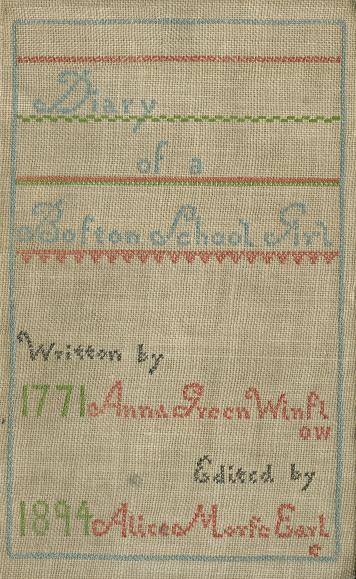 Diary
of a
Boſton School Girl
Written by
1771 Anna Green Winſl
ow
Edited by
1894 Alice Morſe Earl
e